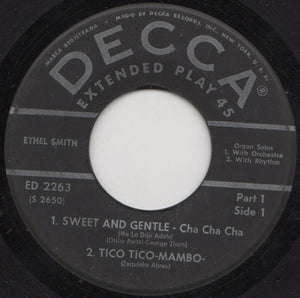 MARCA REGISTRADA • MFD. BY DECCA RECORDS, INC., NEW YORK, U.S.A.
DECCA®
EXTENDED PLAY 45
ETHEL SMITH
Organ Solos
1. With Orchestra
2. With Rhythm
ED 2263
(S 2650)
Part 1
Side 1
1. SWEET AND GENTLE - Cha Cha Cha
(Me Lo Dijo Adela)
(Otilio Portal-George Thorn)
2. TICO TICO-MAMBO-
(Zequinha Abreu)